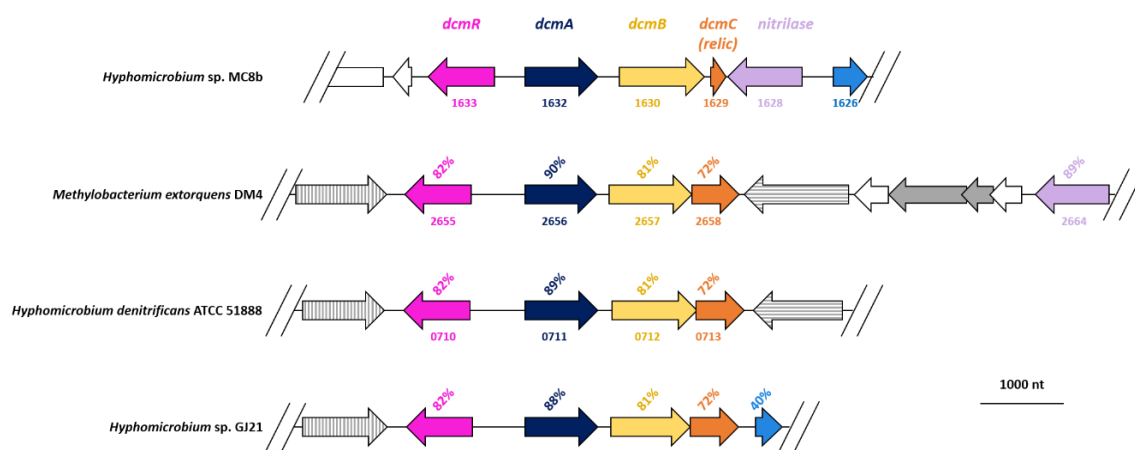 dcmR dcmA dcmB dcmC nitrilase
(relic)
Hyphomicrobium sp. MC8b
1633 1632 1630 1629 1628 1626
82% 90% 81% 72% 89%
Methylobacterium extorquens DM4
2655 2656 2657 2658 2664
82% 89% 81% 72%
Hyphomicrobium denitrificans ATCC 51888
0710 0711 0712 0713
1000 nt
82% 88% 81% 72% 40%
Hyphomicrobium sp. GJ21